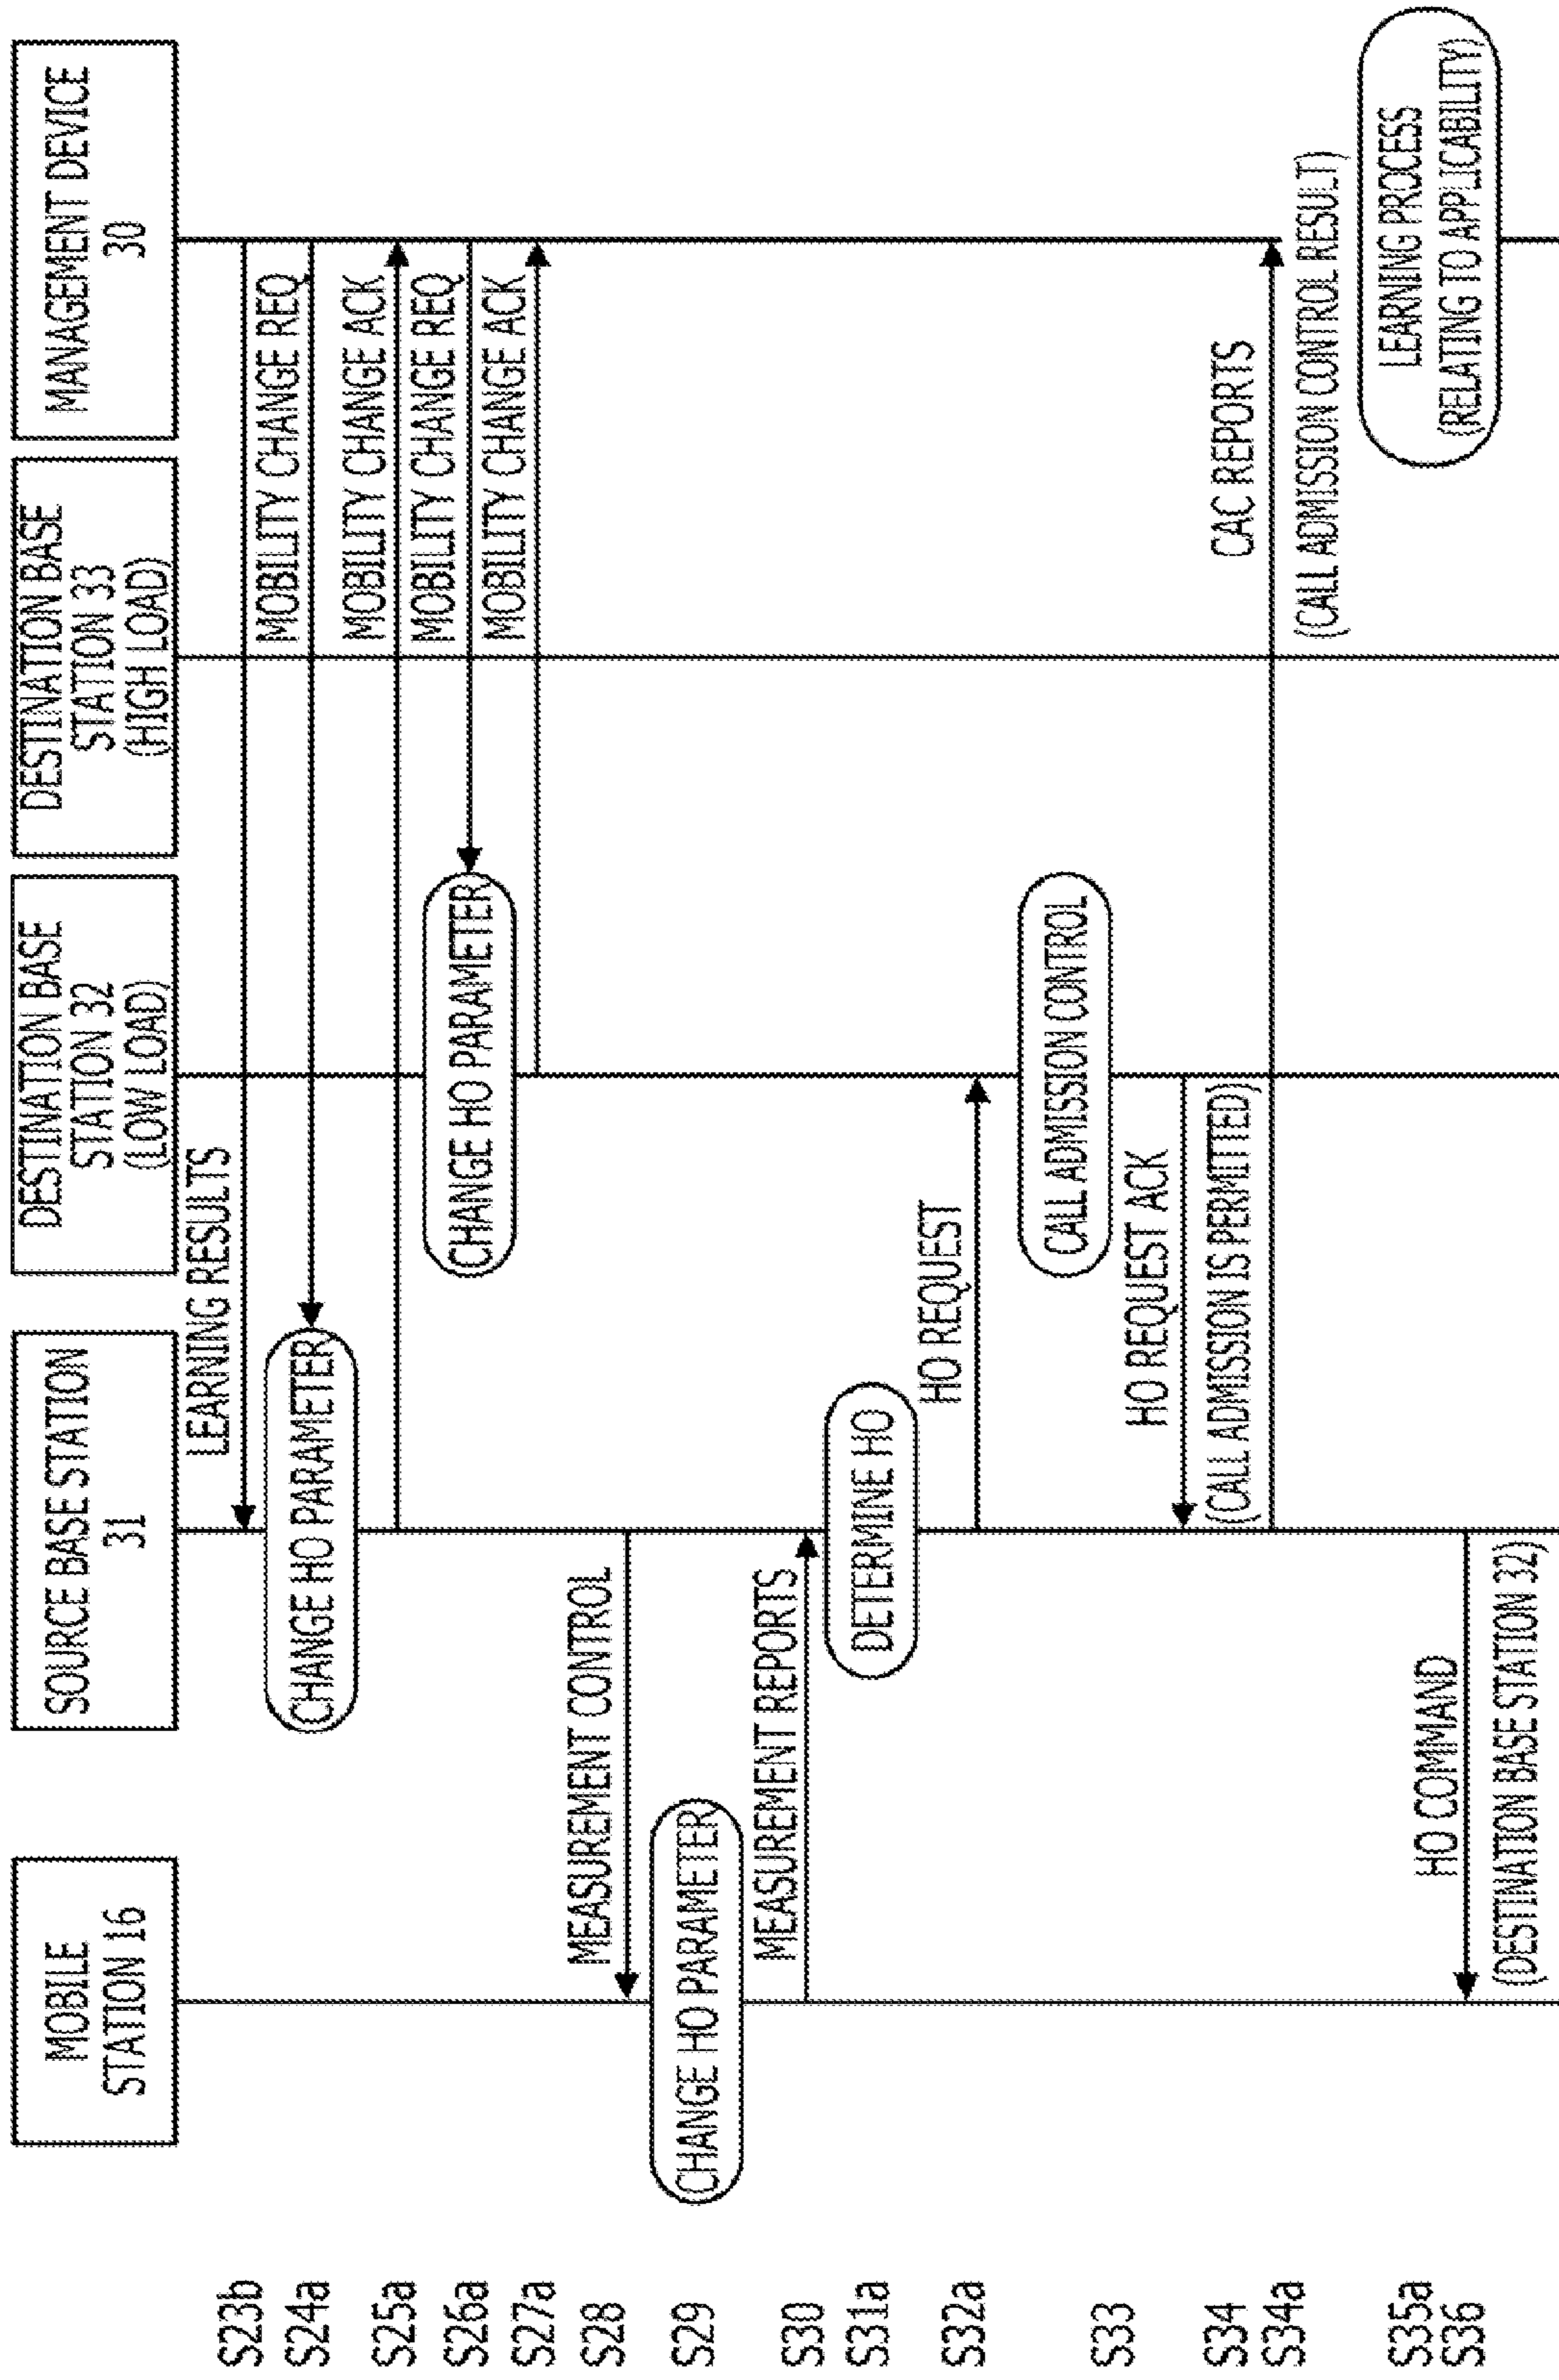 MOBILE
STATION 16
SOURCE BASE STATION
31
DESTINATION BASE
STATION 32
(LOW LOAD)
DESTINATION BASE
STATION 33
(HIGH LOAD)
MANAGEMENT DEVICE
30
S23b
LEARNING RESULTS
S24a
CHANGE HO PARAMETER
MOBILITY CHANGE REQ
S25a
MOBILITY CHANGE ACK
S26a
CHANGE HO PARAMETER
MOBILITY CHANGE REQ
S27a
MOBILITY CHANGE ACK
S28
MEASUREMENT CONTROL
S29
CHANGE HO PARAMETER
S30
MEASUREMENT REPORTS
S31a
DETERMINE HO
S32a
HO REQUEST
S33
CALL ADMISSION CONTROL
S34
HO REQUEST ACK
(CALL ADMISSION IS PERMITTED)
S34a
CAC REPORTS
(CALL ADMISSION CONTROL RESULT)
S35a
LEARNING PROCESS
(RELATING TO APPLICABILITY)
S36
HO COMMAND
(DESTINATION BASE STATION 32)